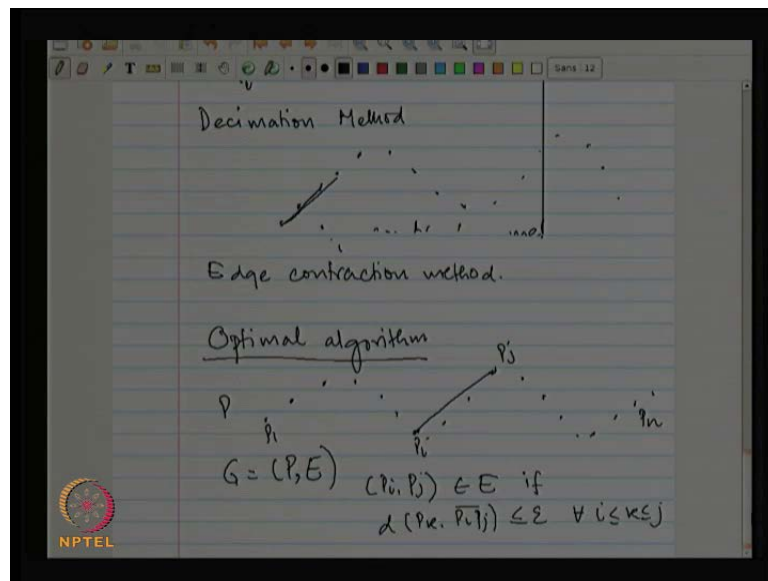 Sans 12
Decimation Method
Edge contraction method.
Optimal algorithm
P P1 Pi Pj Pn
G = (P, E) (Pi, Pj) ∈ E if
d (Pk, PiPj) ≤ ε ∀ i ≤ k ≤ j
NPTEL